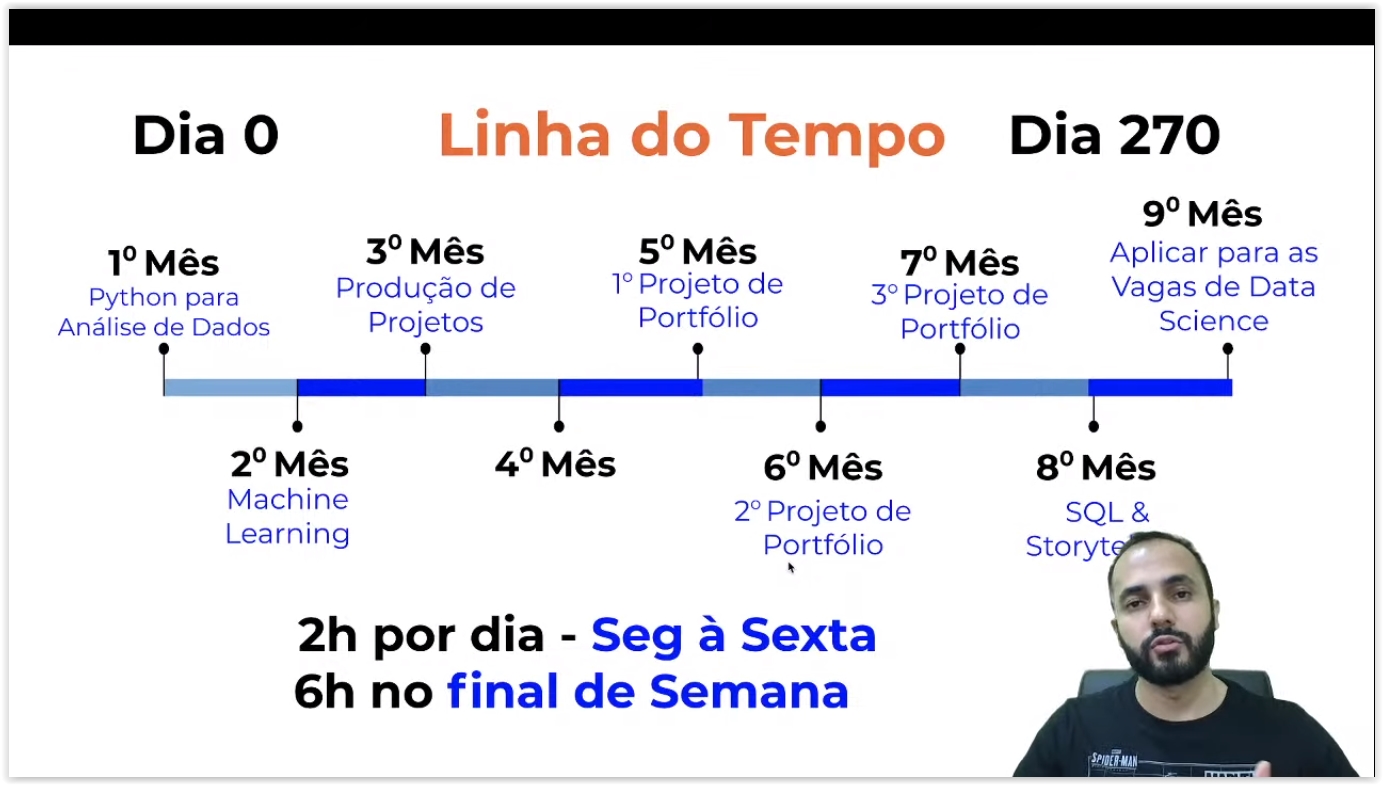 Dia 0
Linha do Tempo
Dia 270
1º Mês
Python para
Análise de Dados
3º Mês
Produção de
Projetos
5º Mês
1º Projeto de
Portfólio
7º Mês
3º Projeto de
Portfólio
9º Mês
Aplicar para as
Vagas de Data
Science
2º Mês
Machine
Learning
4º Mês
6º Mês
2º Projeto de
Portfólio
8º Mês
SQL &
2h por dia - Seg à Sexta
6h no final de Semana
SPIDER-MAN